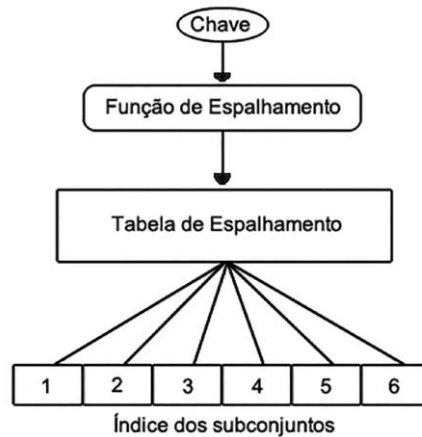 Chave
Função de Espalhamento
Tabela de Espalhamento
1 2 3 4 5 6
Índice dos subconjuntos